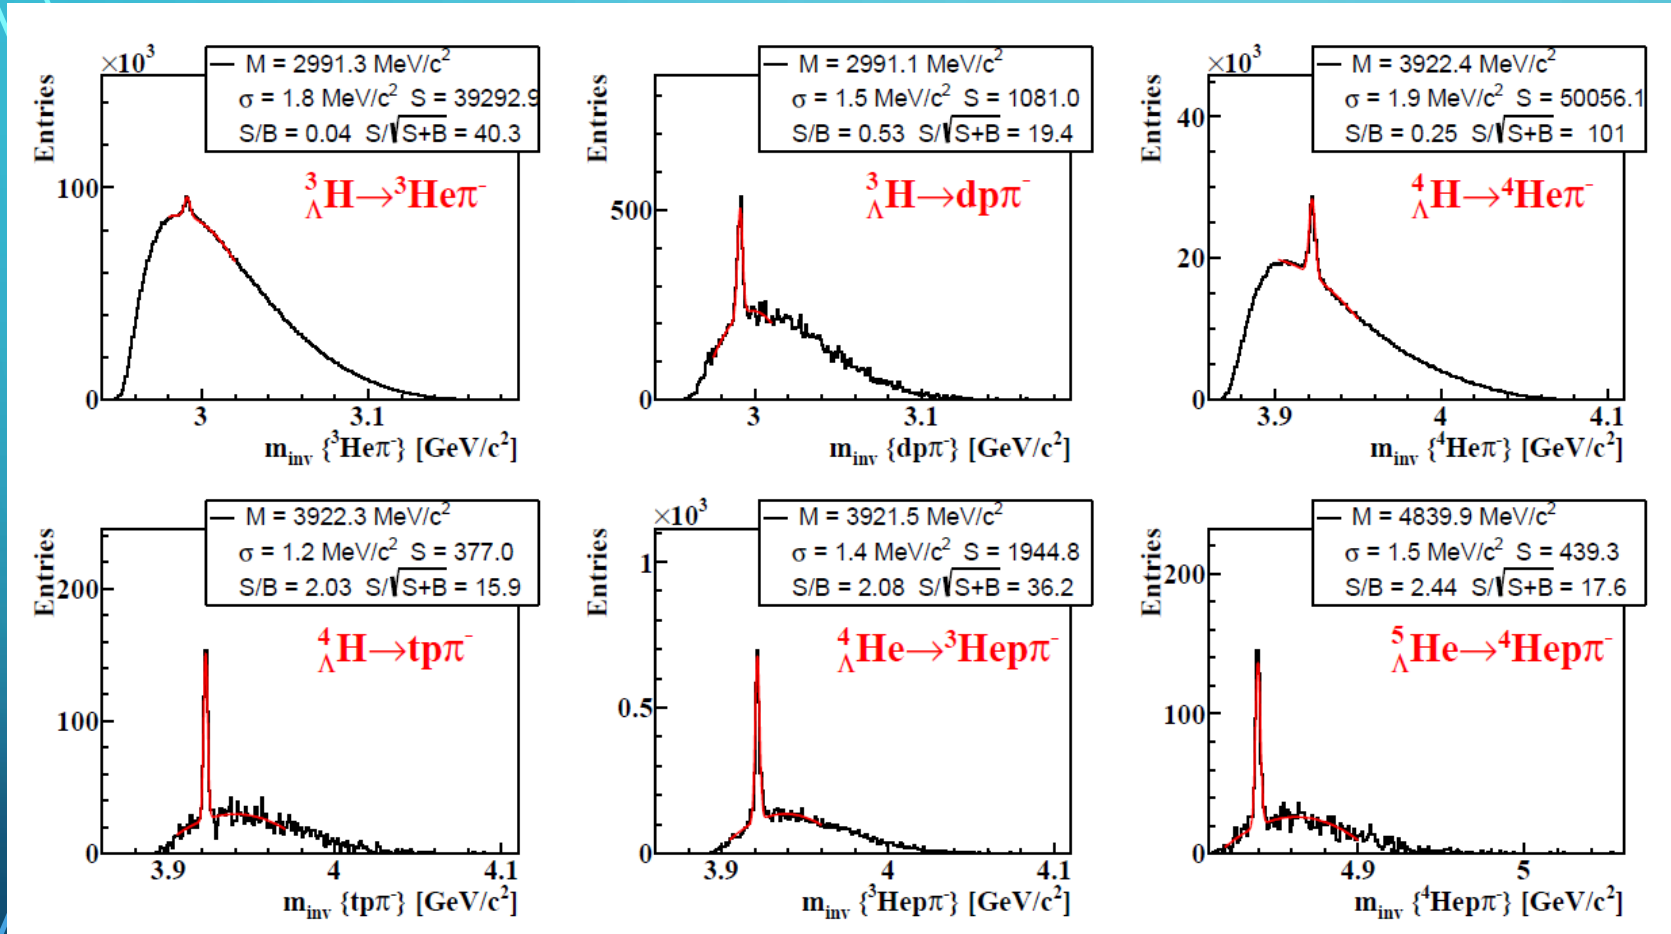 ×10³
Entries
M = 2991.3 MeV/c²
σ = 1.8 MeV/c² S = 39292.9
S/B = 0.04 S/√S+B = 40.3
³ΛH→³Heπ⁻
100
0
3 3.1
m_inv {³Heπ⁻} [GeV/c²]
Entries
M = 2991.1 MeV/c²
σ = 1.5 MeV/c² S = 1081.0
S/B = 0.53 S/√S+B = 19.4
³ΛH→dpπ⁻
500
0
3 3.1
m_inv {dpπ⁻} [GeV/c²]
×10³
Entries
M = 3922.4 MeV/c²
σ = 1.9 MeV/c² S = 50056.1
S/B = 0.25 S/√S+B = 101
⁴ΛH→⁴Heπ⁻
40
20
0
3.9 4 4.1
m_inv {⁴Heπ⁻} [GeV/c²]
Entries
M = 3922.3 MeV/c²
σ = 1.2 MeV/c² S = 377.0
S/B = 2.03 S/√S+B = 15.9
⁴ΛH→tpπ⁻
200
100
0
3.9 4 4.1
m_inv {tpπ⁻} [GeV/c²]
×10³
Entries
M = 3921.5 MeV/c²
σ = 1.4 MeV/c² S = 1944.8
S/B = 2.08 S/√S+B = 36.2
⁴ΛHe→³Hepπ⁻
1
0.5
0
3.9 4 4.1
m_inv {³Hepπ⁻} [GeV/c²]
Entries
M = 4839.9 MeV/c²
σ = 1.5 MeV/c² S = 439.3
S/B = 2.44 S/√S+B = 17.6
⁵ΛHe→⁴Hepπ⁻
200
100
0
4.9 5
m_inv {⁴Hepπ⁻} [GeV/c²]